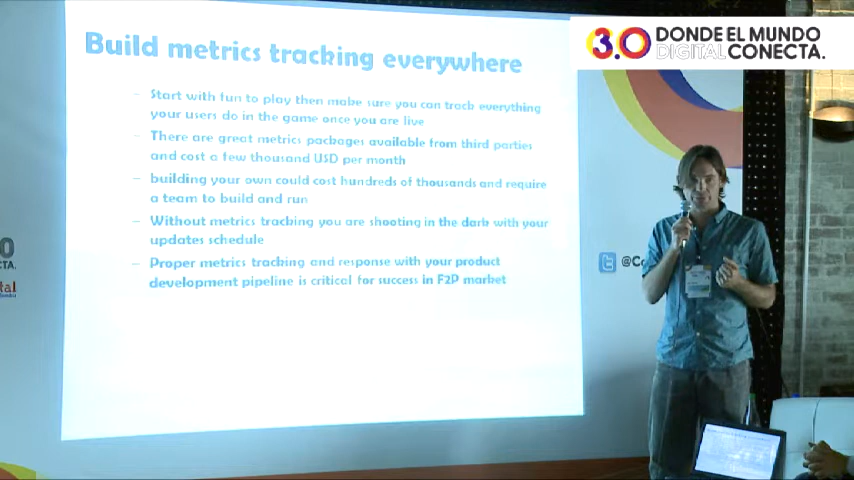 Build metrics tracking everywhere
3.0 DONDE EL MUNDO
DIGITAL CONECTA.
– Start with fun to play then make sure you can track everything
your users do in the game once you are live
– There are great metrics packages available from third parties
and cost a few thousand USD per month
– building your own could cost hundreds of thousands and require
a team to build and run
– Without metrics tracking you are shooting in the dark with your
updates schedule
– Proper metrics tracking and response with your product
development pipeline is critical for success in F2P market